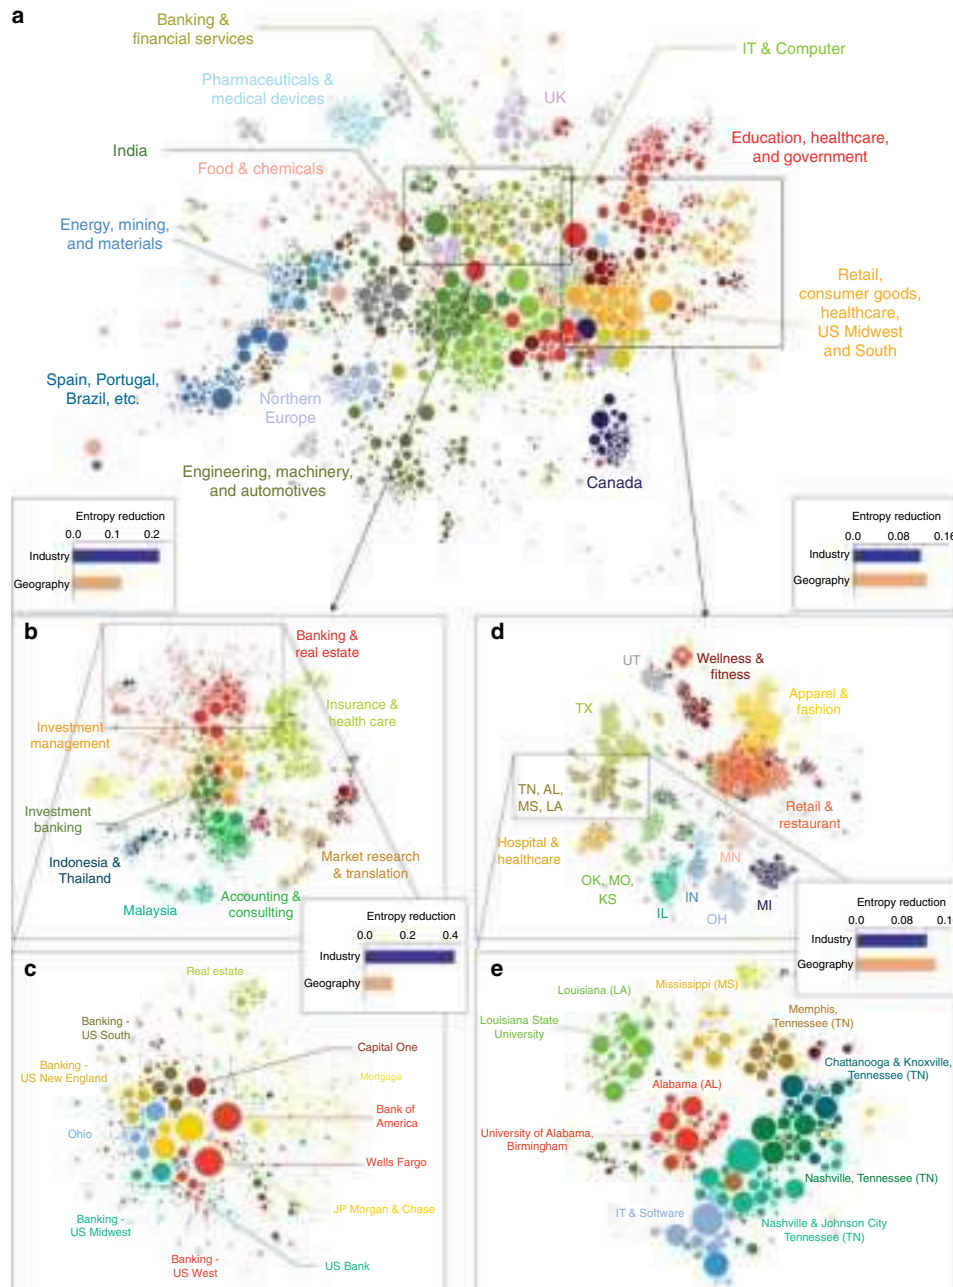 a
Banking &
financial services
IT & Computer
Pharmaceuticals &
medical devices
UK
India
Education, healthcare,
and government
Food & chemicals
Energy, mining,
and materials
Retail,
consumer goods,
healthcare,
US Midwest
and South
Spain, Portugal,
Brazil, etc.
Northern
Europe
Engineering, machinery,
and automotives
Canada
Entropy reduction
0.0 0.1 0.2
Industry
Geography
Entropy reduction
0.0 0.08 0.16
Industry
Geography
b
Banking &
real estate
Insurance &
health care
Investment
management
Investment
banking
Indonesia &
Thailand
Market research
& translation
Malaysia
Accounting &
consullting
Entropy reduction
0.0 0.2 0.4
Industry
Geography
d
UT
Wellness &
fitness
Apparel &
fashion
TX
TN, AL,
MS, LA
Retail &
restaurant
Hospital &
healthcare
MN
OK, MO,
KS
IL
IN
OH
MI
Entropy reduction
0.0 0.08
Industry
Geography
c
Real estate
Banking -
US South
Capital One
Banking -
US New England
Mortgage
Bank of
America
Ohio
Wells Fargo
JP Morgan & Chase
Banking -
US Midwest
Banking -
US West
US Bank
e
Louisiana (LA)
Mississippi (MS)
Memphis,
Tennessee (TN)
Louisiana State
University
Chattanooga & Knoxville,
Tennessee (TN)
Alabama (AL)
University of Alabama,
Birmingham
Nashville, Tennessee (TN)
IT & Software
Nashville & Johnson City
Tennessee (TN)